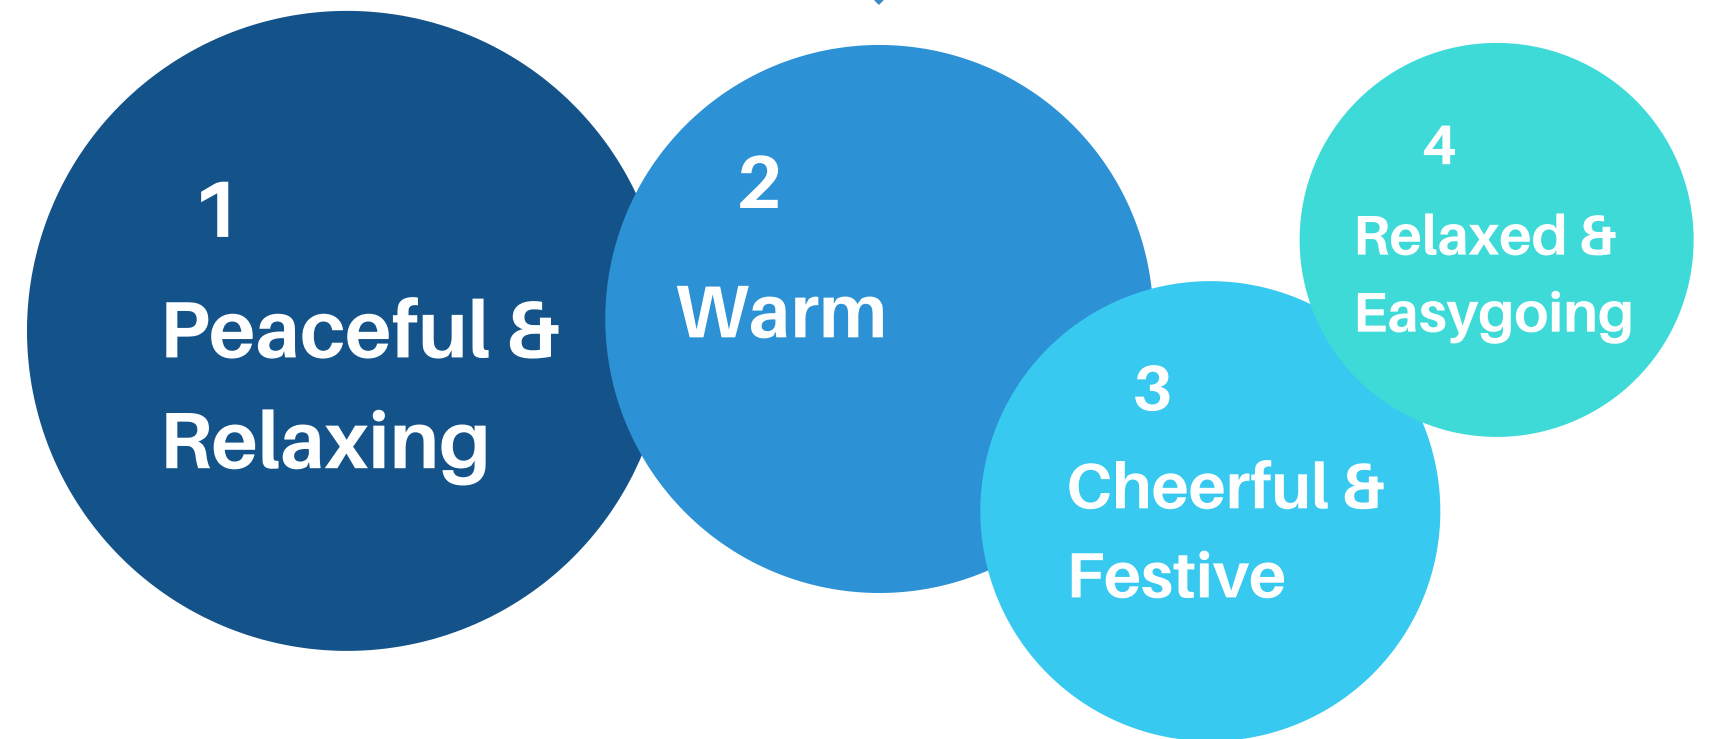 1
Peaceful &
Relaxing
2
Warm
3
Cheerful &
Festive
4
Relaxed &
Easygoing